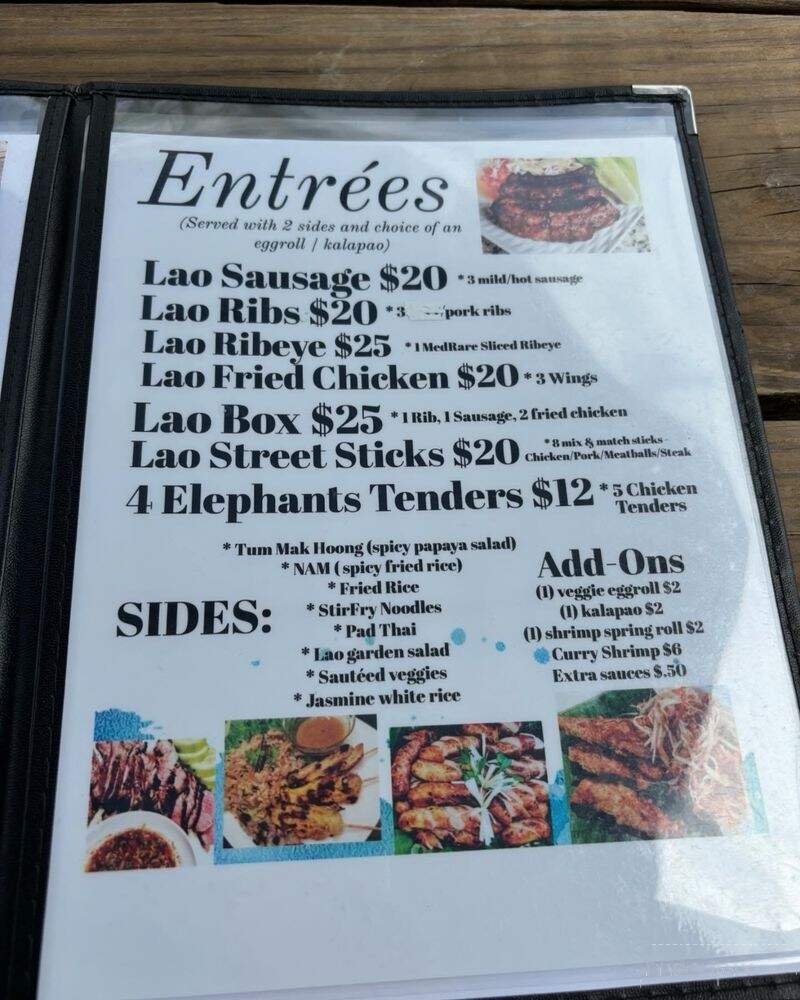 Entrées
(Served with 2 sides and choice of an
eggroll / kalapao)
Lao Sausage $20 * 3 mild/hot sausage
Lao Ribs $20 * 3 /pork ribs
Lao Ribeye $25 * 1 MedRare Sliced Ribeye
Lao Fried Chicken $20 * 3 Wings
Lao Box $25 * 1 Rib, 1 Sausage, 2 fried chicken
Lao Street Sticks $20 * 8 mix & match sticks
Chicken/Pork/Meatballs/Steak
4 Elephants Tenders $12 * 5 Chicken
Tenders
SIDES:
* Tum Mak Hoong (spicy papaya salad)
* NAM ( spicy fried rice)
* Fried Rice
* StirFry Noodles
* Pad Thai
* Lao garden salad
* Sautéed veggies
* Jasmine white rice
Add-Ons
(1) veggie eggroll $2
(1) kalapao $2
(1) shrimp spring roll $2
Curry Shrimp $6
Extra sauces $.50